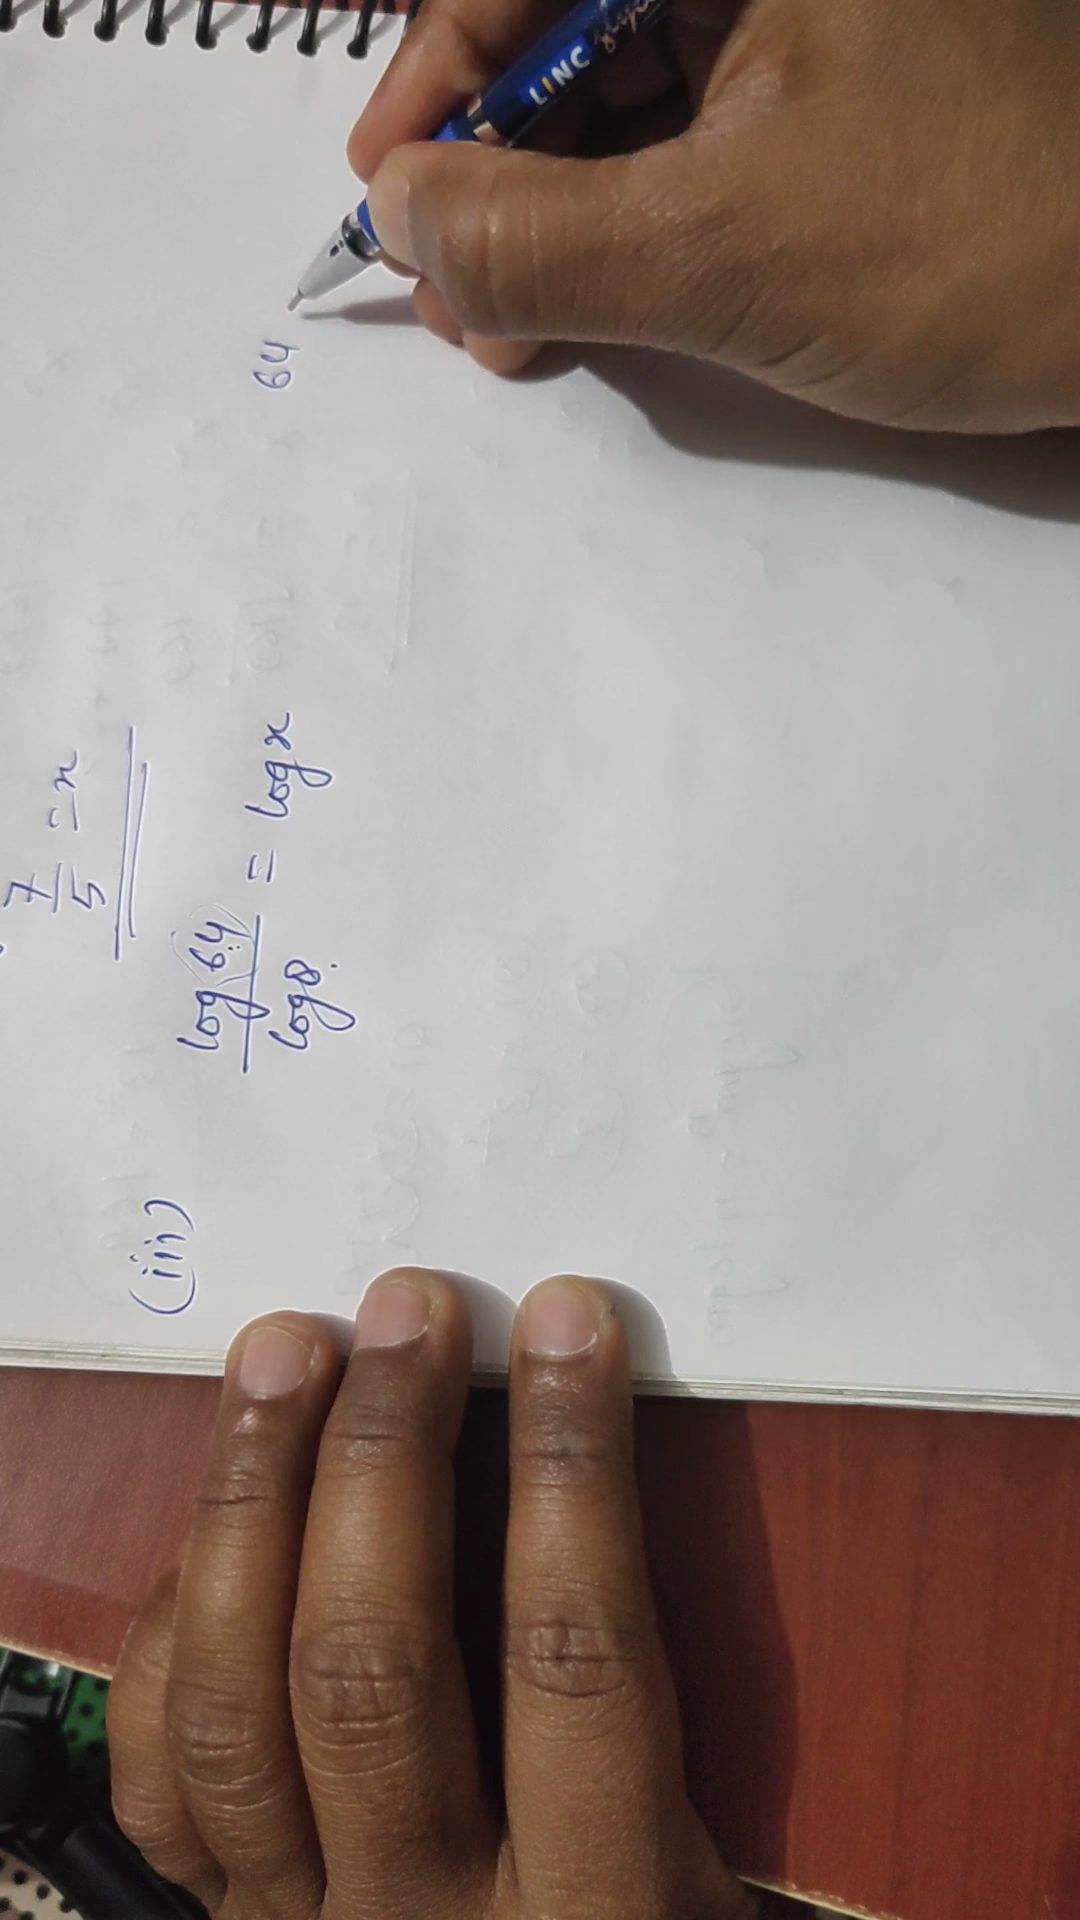 7/5 = x
(iii) log 64 / log 8 = log x
64
LINC